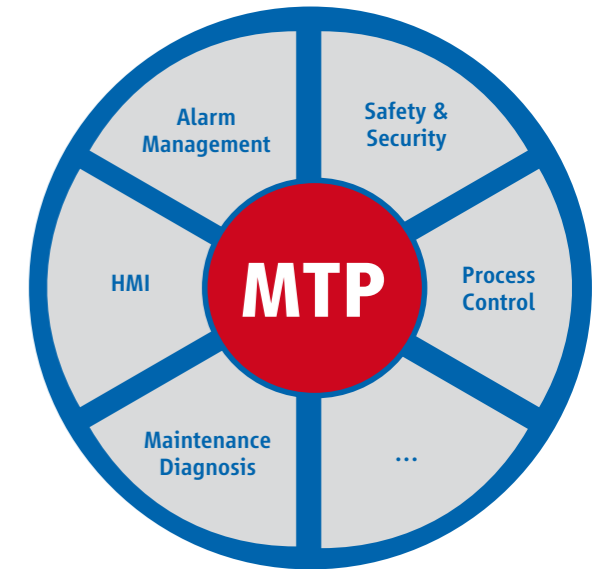 Alarm
Management
Safety &
Security
HMI
MTP
Process
Control
Maintenance
Diagnosis
...